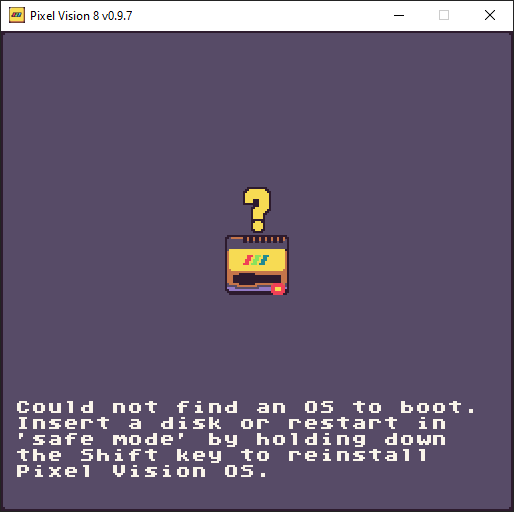 Pixel Vision 8 v0.9.7
?
Could not find an OS to boot.
Insert a disk or restart in
'safe mode' by holding down
the Shift key to reinstall
Pixel Vision OS.